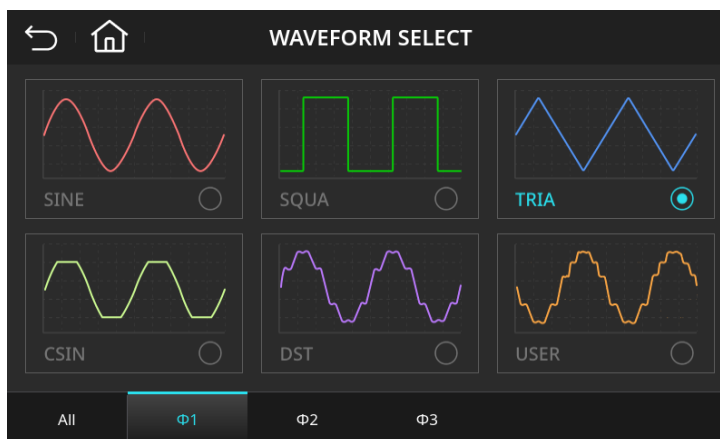 WAVEFORM SELECT
SINE
SQUA
TRIA
CSIN
DST
USER
All
Φ1
Φ2
Φ3